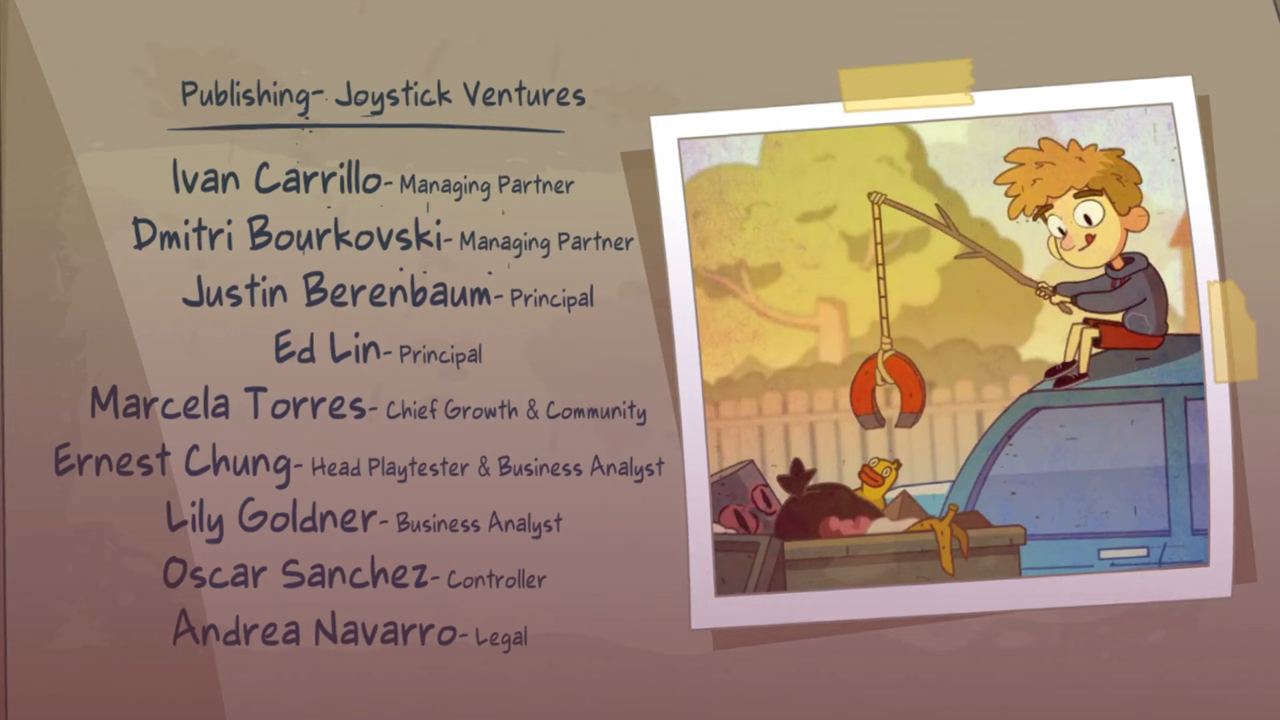 Publishing- Joystick Ventures
Ivan Carrillo- Managing Partner
Dmitri Bourkovski- Managing Partner
Justin Berenbaum- Principal
Ed Lin- Principal
Marcela Torres- Chief Growth & Community
Ernest Chung- Head Playtester & Business Analyst
Lily Goldner- Business Analyst
Oscar Sanchez- Controller
Andrea Navarro- Legal